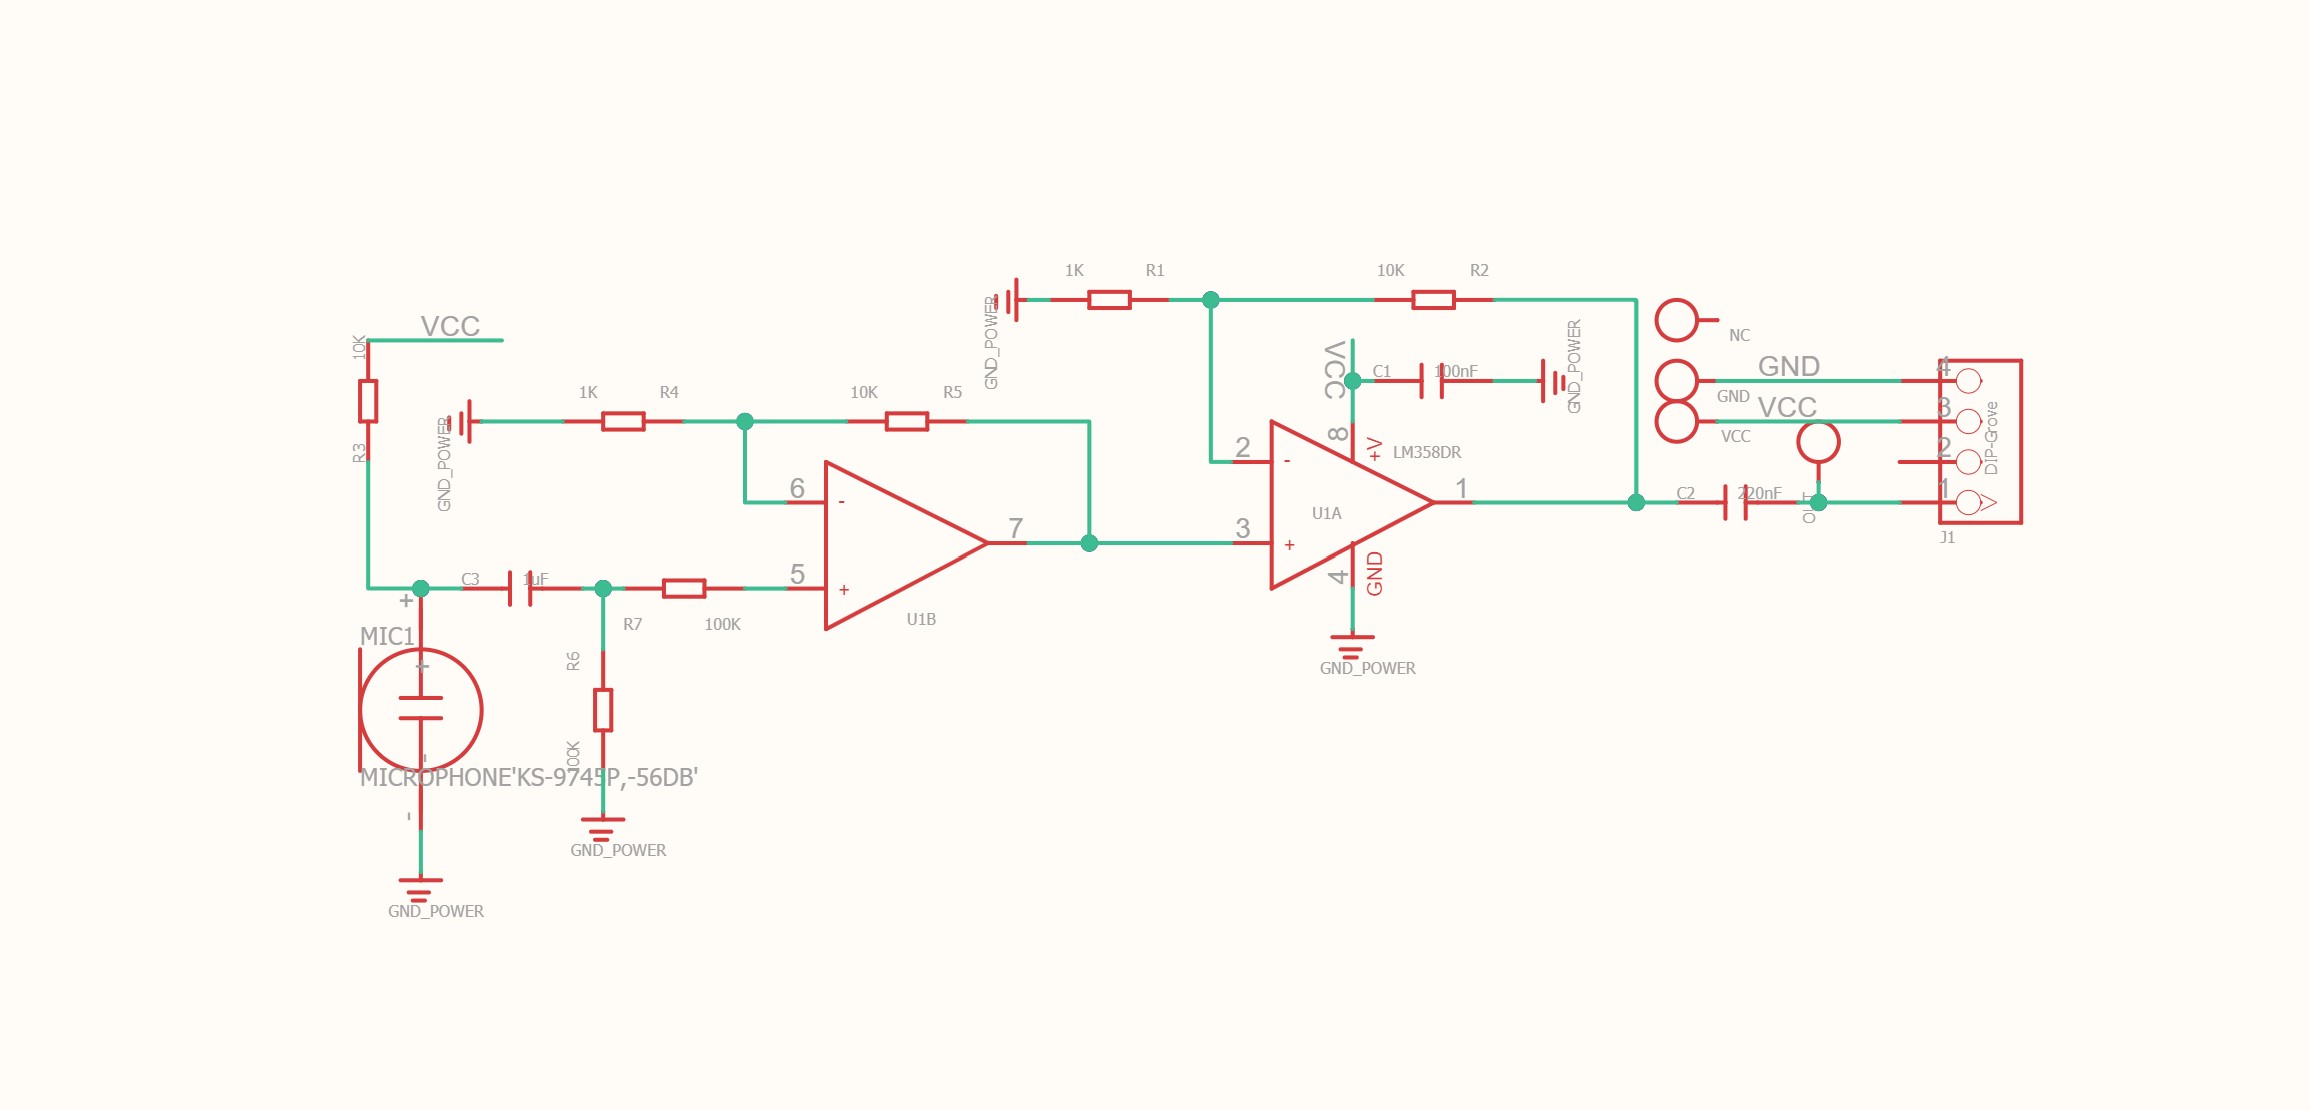 1K
R1
10K
R2
GND_POWER
VCC
10K
R3
GND_POWER
1K
R4
10K
R5
VCC
C1
100nF
GND_POWER
NC
GND
GND
VCC
VCC
4
3
2
1
DIP-Grove
J1
2
-
8
+V
LM358DR
1
U1A
3
+
4
GND
GND_POWER
C2
220nF
6
-
7
5
+
U1B
C3
1uF
R7
100K
R6
100K
GND_POWER
+
MIC1
+
-
MICROPHONE'KS-9745P,-56DB'
-
GND_POWER